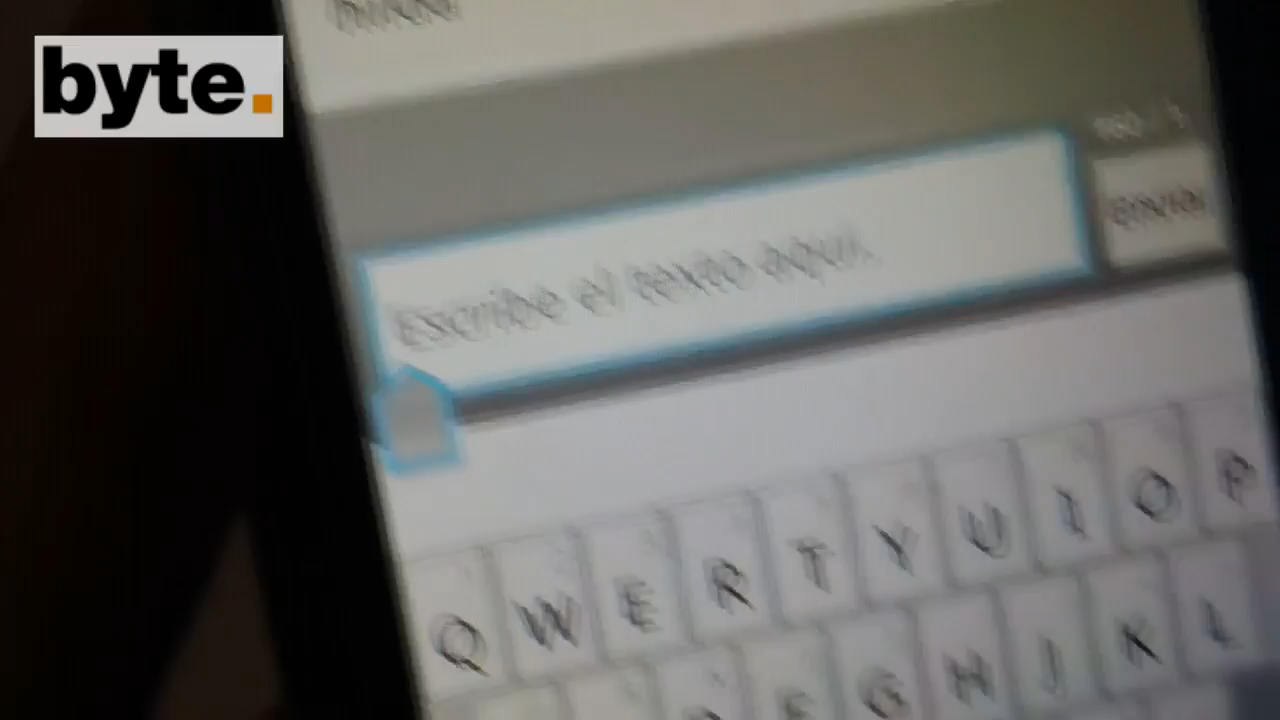 byte.
Escribe el texto aquí.
enviar
Q W E R T Y U I O P
F G H J K L